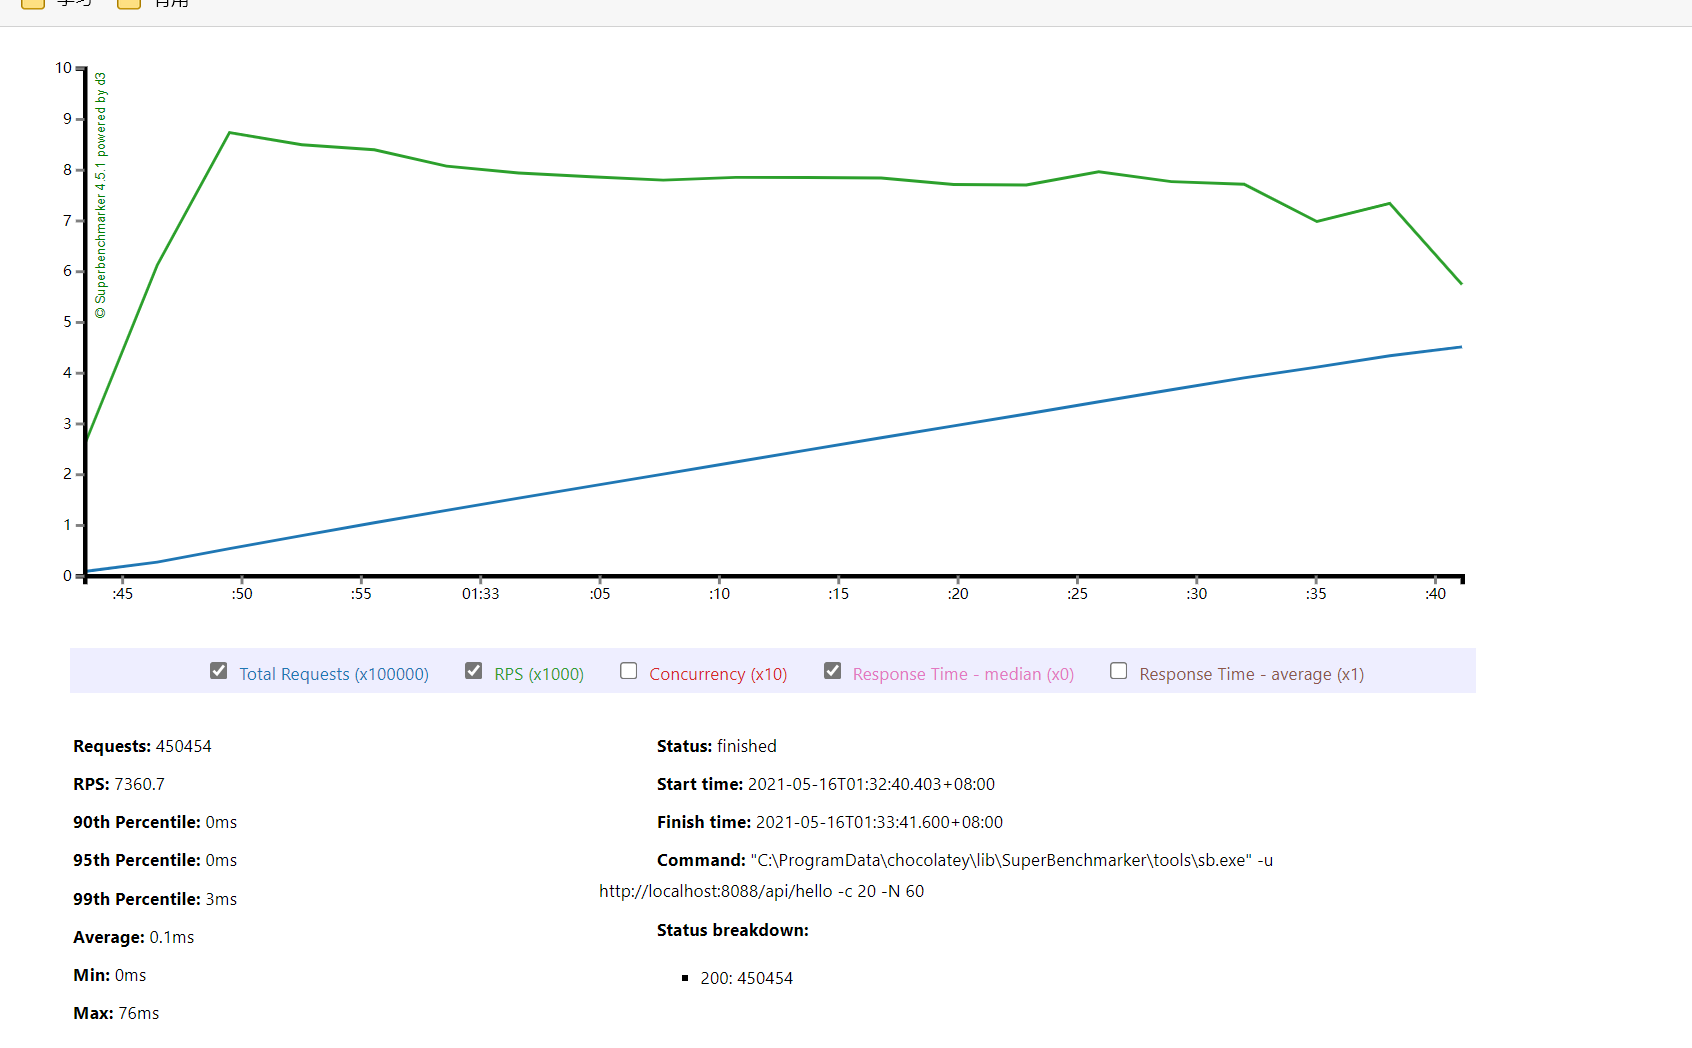 学习 有用
10
9
8
7
6
5
4
3
2
1
0
© Superbenchmarker 4.5.1 powered by d3
:45 :50 :55 01:33 :05 :10 :15 :20 :25 :30 :35 :40
Total Requests (x100000) RPS (x1000) Concurrency (x10) Response Time - median (x0) Response Time - average (x1)
Requests: 450454
RPS: 7360.7
90th Percentile: 0ms
95th Percentile: 0ms
99th Percentile: 3ms
Average: 0.1ms
Min: 0ms
Max: 76ms
Status: finished
Start time: 2021-05-16T01:32:40.403+08:00
Finish time: 2021-05-16T01:33:41.600+08:00
Command: "C:\ProgramData\chocolatey\lib\SuperBenchmarker\tools\sb.exe" -u
http://localhost:8088/api/hello -c 20 -N 60
Status breakdown:
200: 450454